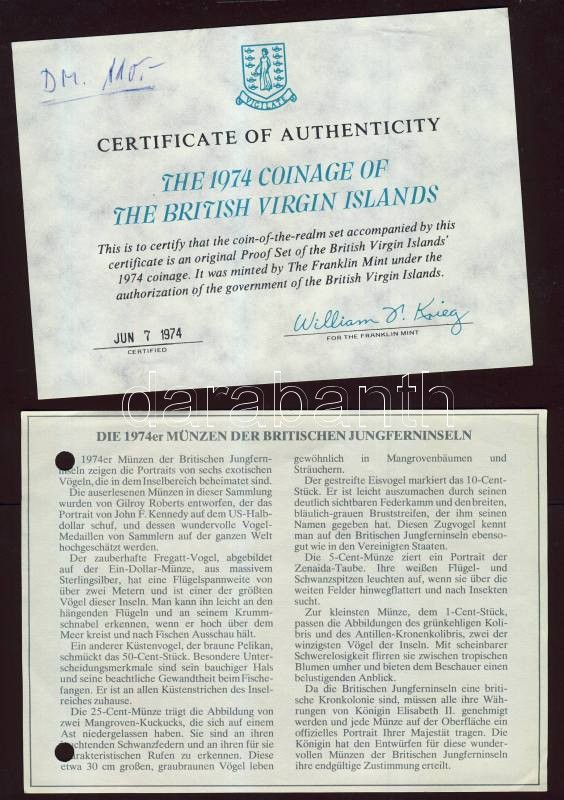 DM. 110.-
VIGILATE
CERTIFICATE OF AUTHENTICITY
THE 1974 COINAGE OF
THE BRITISH VIRGIN ISLANDS
This is to certify that the coin-of-the-realm set accompanied by this
certificate is an original Proof Set of the British Virgin Islands'
1974 coinage. It was minted by The Franklin Mint under the
authorization of the government of the British Virgin Islands.
JUN 7 1974
CERTIFIED
William T. Krieg
FOR THE FRANKLIN MINT
darabanth
DIE 1974er MÜNZEN DER BRITISCHEN JUNGFERNINSELN
1974er Münzen der Britischen Jungfern-
inseln zeigen die Portraits von sechs exotischen
Vögeln, die in dem Inselbereich beheimatet sind.
Die auserlesenen Münzen in dieser Sammlung
wurden von Gilroy Roberts entworfen, der das
Portrait von John F. Kennedy auf dem US-Halb-
dollar schuf, und dessen wundervolle Vogel-
Medaillen von Sammlern auf der ganzen Welt
hochgeschätzt werden.
Der zauberhafte Fregatt-Vogel, abgebildet
auf der Ein-Dollar-Münze, aus massivem
Sterlingsilber, hat eine Flügelspannweite von
über zwei Metern und ist einer der größten
Vögel dieser Inseln. Man kann ihn leicht an den
hängenden Flügeln und an seinem Krumm-
schnabel erkennen, wenn er hoch über dem
Meer kreist und nach Fischen Ausschau hält.
Ein anderer Küstenvogel, der braune Pelikan,
schmückt das 50-Cent-Stück. Besondere Unter-
scheidungsmerkmale sind sein bauchiger Hals
und seine beachtliche Gewandtheit beim Fische-
fangen. Er ist an allen Küstenstrichen des Insel-
reiches zuhause.
Die 25-Cent-Münze trägt die Abbildung von
zwei Mangroven-Kuckucks, die sich auf einem
Ast niedergelassen haben. Sie sind an ihren
leuchtenden Schwanzfedern und an ihren für sie
charakteristischen Rufen zu erkennen. Diese
etwa 30 cm großen, graubraunen Vögel leben
gewöhnlich in Mangrovenbäumen und
Sträuchern.
Der gestreifte Eisvogel markiert das 10-Cent-
Stück. Er ist leicht auszumachen durch seinen
deutlich sichtbaren Federkamm und den breiten,
bläulich-grauen Bruststreifen, der ihm seinen
Namen gegeben hat. Diesen Zugvogel kennt
man auf den Britischen Jungferninseln ebenso-
gut wie in den Vereinigten Staaten.
Die 5-Cent-Münze ziert ein Portrait der
Zenaida-Taube. Ihre weißen Flügel- und
Schwanzspitzen leuchten auf, wenn sie über die
weiten Felder hinwegflattert und nach Insekten
sucht.
Zur kleinsten Münze, dem 1-Cent-Stück,
passen die Abbildungen des grünkehligen Koli-
bris und des Antillen-Kronenkolibris, zwei der
winzigsten Vögel der Inseln. Mit scheinbarer
Schwerelosigkeit flirren sie zwischen tropischen
Blumen umher und bieten dem Beschauer einen
belustigenden Anblick.
Da die Britischen Jungferninseln eine briti-
sche Kronkolonie sind, müssen alle ihre Wäh-
rungen von Königin Elisabeth II. genehmigt
werden und jede Münze auf der Oberfläche ein
offizielles Portrait Ihrer Majestät tragen. Die
Königin hat den Entwürfen für diese wunder-
vollen Münzen der Britischen Jungferninseln
ihre endgültige Zustimmung erteilt.